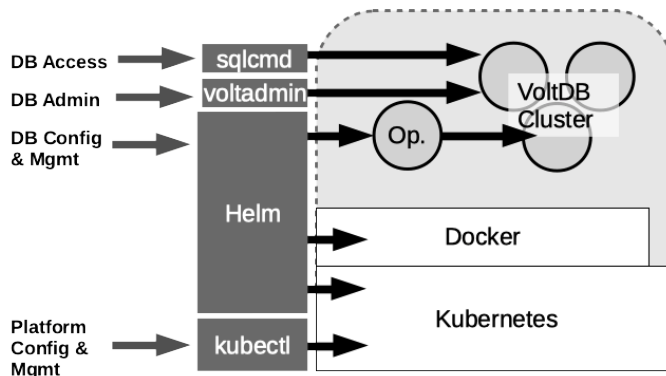 DB Access
sqlcmd
DB Admin
voltadmin
VoltDB
Cluster
DB Config
& Mgmt
Op.
Helm
Docker
Kubernetes
Platform
Config &
Mgmt
kubectl